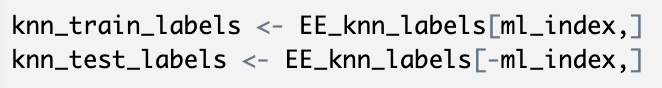 knn_train_labels <- EE_knn_labels[ml_index,]
knn_test_labels <- EE_knn_labels[-ml_index,]